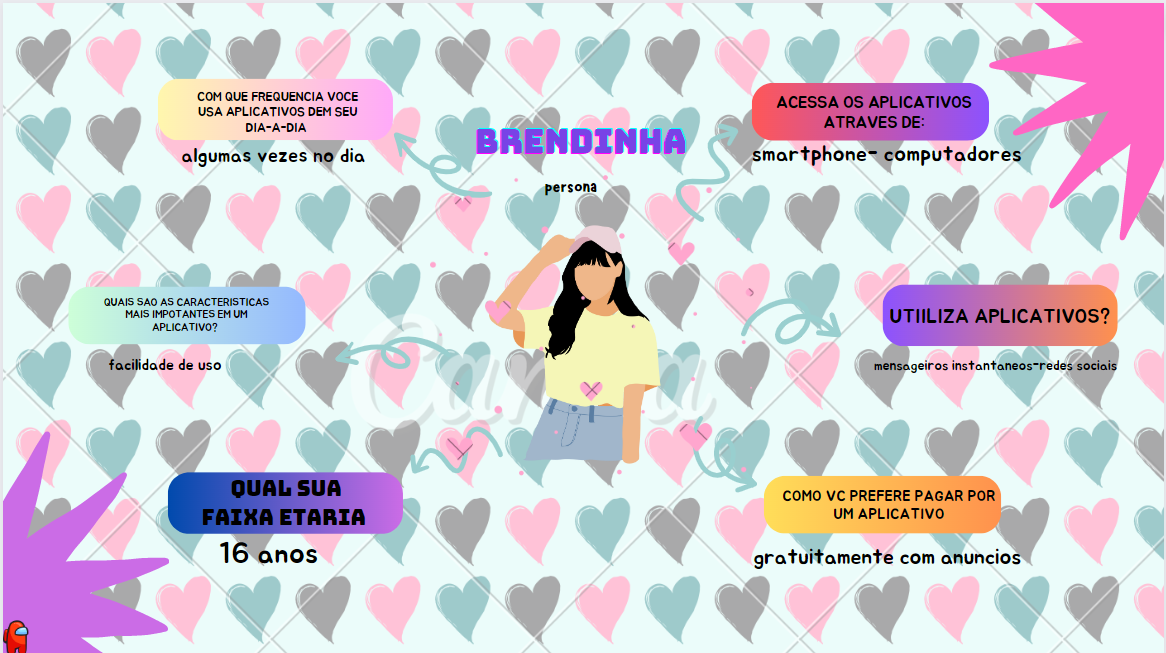 BRENDINHA
persona
COM QUE FREQUENCIA VOCE
USA APLICATIVOS DEM SEU
DIA-A-DIA
algumas vezes no dia
ACESSA OS APLICATIVOS
ATRAVES DE:
smartphone- computadores
QUAIS SAO AS CARACTERISTICAS
MAIS IMPOTANTES EM UM
APLICATIVO?
facilidade de uso
UTIILIZA APLICATIVOS?
mensageiros instantaneos-redes sociais
QUAL SUA
FAIXA ETARIA
16 anos
COMO VC PREFERE PAGAR POR
UM APLICATIVO
gratuitamente com anuncios
Canva